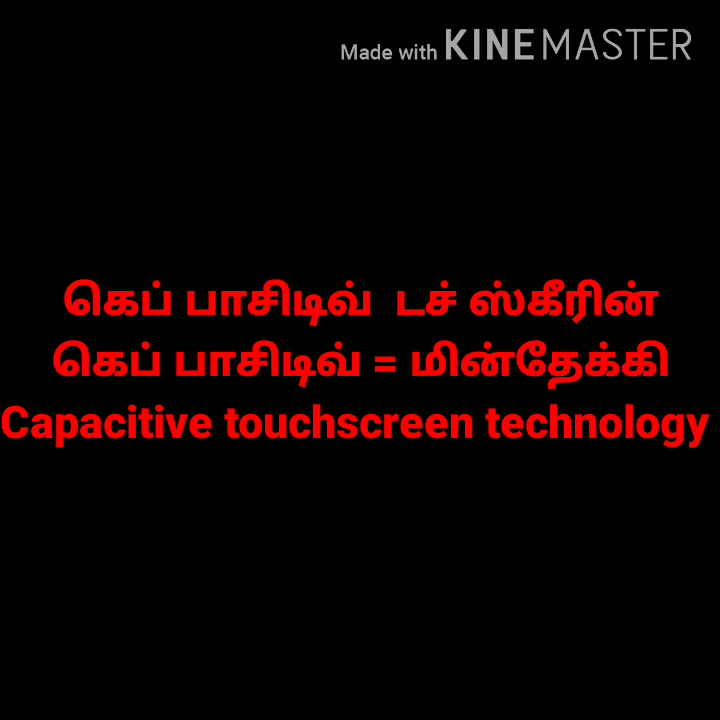 Made with KINEMASTER
கெப் பாசிடிவ்  டச் ஸ்கீரின்
கெப் பாசிடிவ் = மின்தேக்கி
Capacitive touchscreen technology